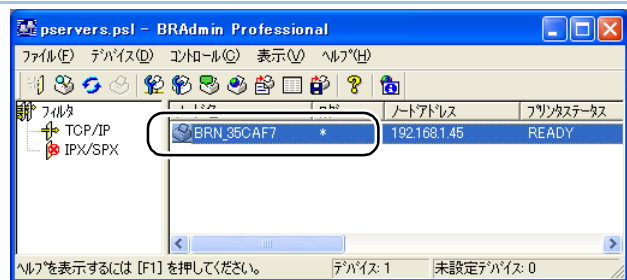 pservers.psl - BRAdmin Professional
ファイル(F) デバイス(D) コントロール(C) 表示(V) ヘルプ(H)
フィルタ
ノードアドレス プリンタステータス
TCP/IP
BRN_35CAF7 * 192.168.1.45 READY
IPX/SPX
ヘルプを表示するには [F1] を押してください。 デバイス: 1 未設定デバイス: 0